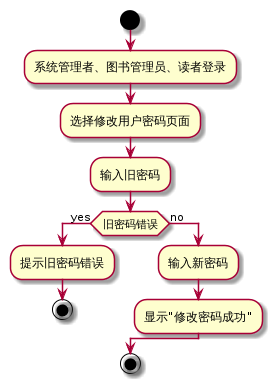 系统管理者、图书管理员、读者登录
选择修改用户密码页面
输入旧密码
yes
旧密码错误
no
提示旧密码错误
输入新密码
显示"修改密码成功"